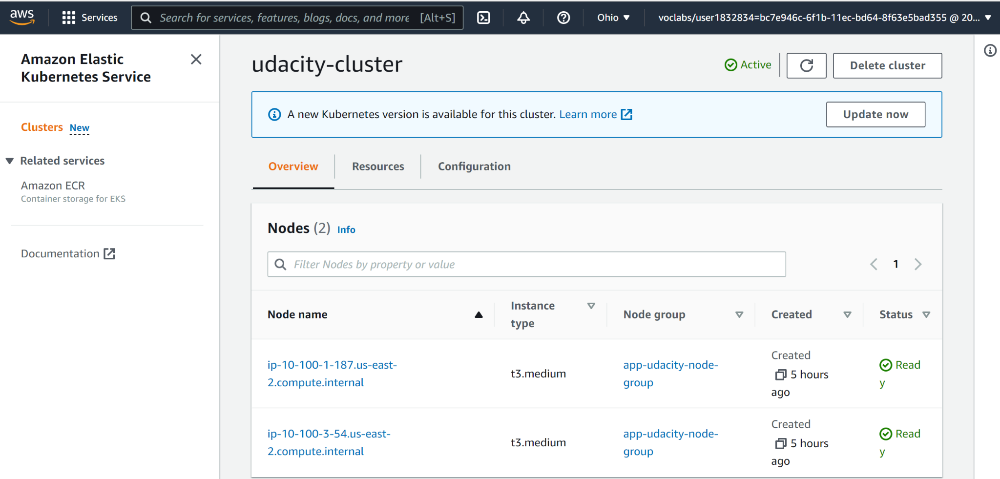 aws
Services
Search for services, features, blogs, docs, and more [Alt+S]
Ohio
voclabs/user1832834=bc7e946c-6f1b-11ec-bd64-8f63e5bad355 @ 20...
Amazon Elastic
Kubernetes Service
Clusters New
Related services
Amazon ECR
Container storage for EKS
Documentation
udacity-cluster
Active
Delete cluster
A new Kubernetes version is available for this cluster. Learn more
Update now
Overview
Resources
Configuration
Nodes (2) Info
Filter Nodes by property or value
1
Node name
Instance
type
Node group
Created
Status
ip-10-100-1-187.us-east-
2.compute.internal
t3.medium
app-udacity-node-
group
Created
5 hours
ago
Read
y
ip-10-100-3-54.us-east-
2.compute.internal
t3.medium
app-udacity-node-
group
Created
5 hours
ago
Read
y